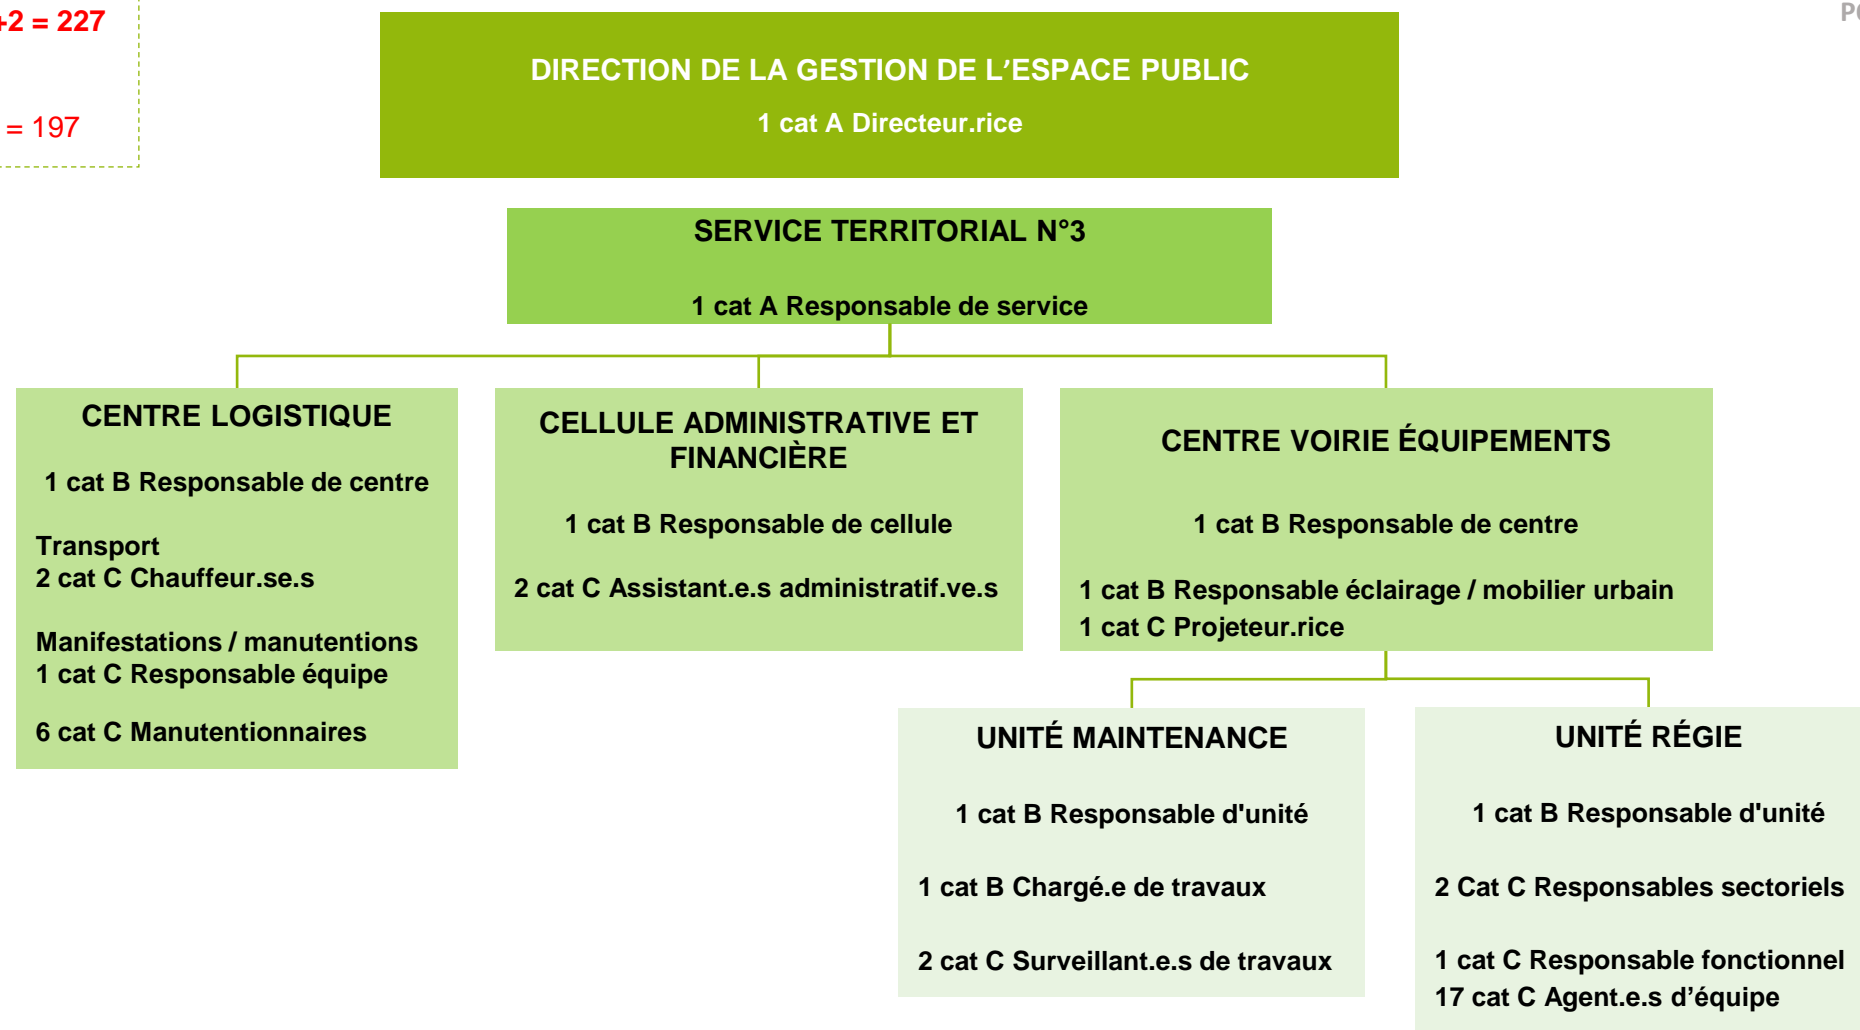 +2 = 227
= 197
DIRECTION DE LA GESTION DE L’ESPACE PUBLIC
1 cat A Directeur.rice
SERVICE TERRITORIAL N°3
1 cat A Responsable de service
CENTRE LOGISTIQUE
1 cat B Responsable de centre
Transport
2 cat C Chauffeur.se.s
Manifestations / manutentions
1 cat C Responsable équipe
6 cat C Manutentionnaires
CELLULE ADMINISTRATIVE ET
FINANCIÈRE
1 cat B Responsable de cellule
2 cat C Assistant.e.s administratif.ve.s
CENTRE VOIRIE ÉQUIPEMENTS
1 cat B Responsable de centre
1 cat B Responsable éclairage / mobilier urbain
1 cat C Projeteur.rice
UNITÉ MAINTENANCE
1 cat B Responsable d'unité
1 cat B Chargé.e de travaux
2 cat C Surveillant.e.s de travaux
UNITÉ RÉGIE
1 cat B Responsable d'unité
2 Cat C Responsables sectoriels
1 cat C Responsable fonctionnel
17 cat C Agent.e.s d’équipe